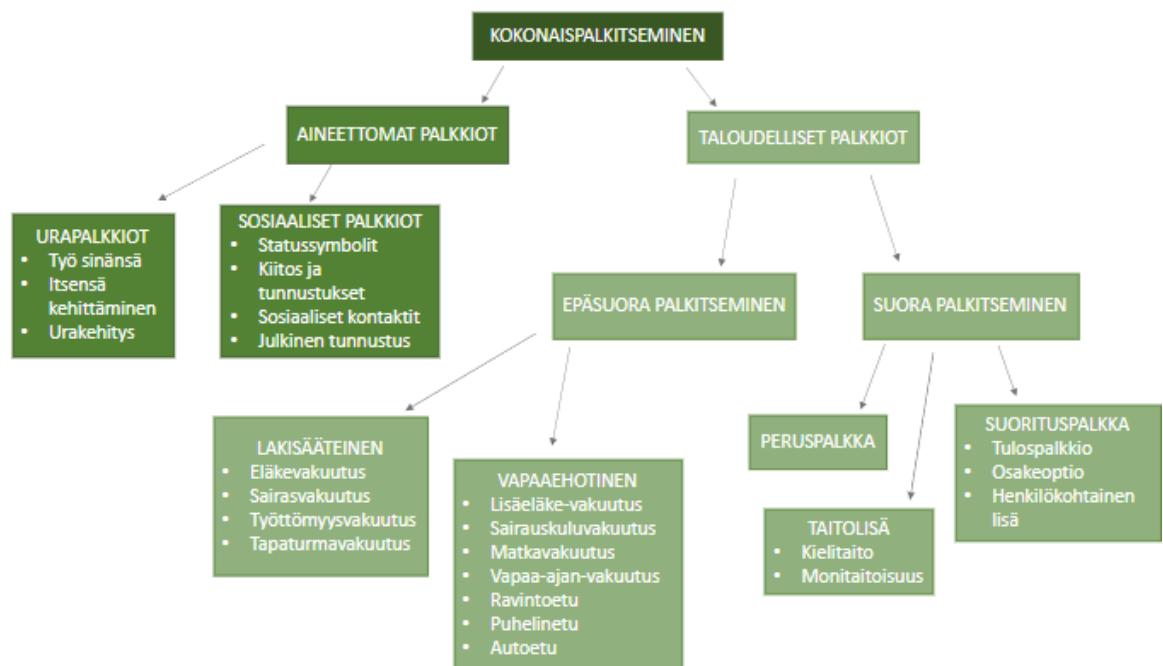 KOKONAISPALKITSEMINEN
AINEETTOMAT PALKKIOT
TALOUDELLISET PALKKIOT
URAPALKKIOT
• Työ sinänsä
• Itsensä
kehittäminen
• Urakehitys
SOSIAALISET PALKKIOT
• Statussymbolit
• Kiitos ja
tunnustukset
• Sosiaaliset kontaktit
• Julkinen tunnustus
EPÄSUORA PALKITSEMINEN
SUORA PALKITSEMINEN
LAKISÄÄTEINEN
• Eläkevakuutus
• Sairasvakuutus
• Työttömyysvakuutus
• Tapaturmavakuutus
VAPAAEHOTINEN
• Lisäeläke-vakuutus
• Sairauskuluvakuutus
• Matkavakuutus
• Vapaa-ajan-vakuutus
• Ravintoetu
• Puhelinetu
• Autoetu
PERUSPALKKA
TAITOLISÄ
• Kielitaito
• Monitaitoisuus
SUORITUSPALKKA
• Tulospalkkio
• Osakeoptio
• Henkilökohtainen
lisä